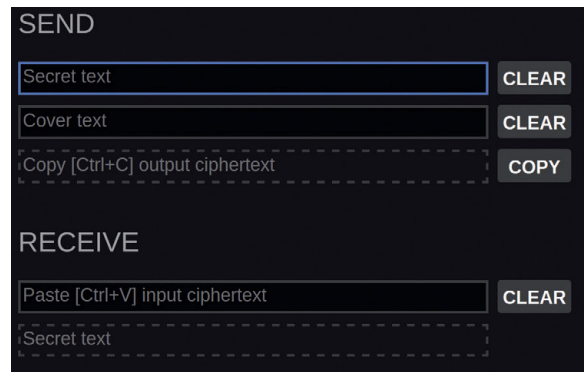 SEND
Secret text CLEAR
Cover text CLEAR
Copy [Ctrl+C] output ciphertext COPY
RECEIVE
Paste [Ctrl+V] input ciphertext CLEAR
Secret text